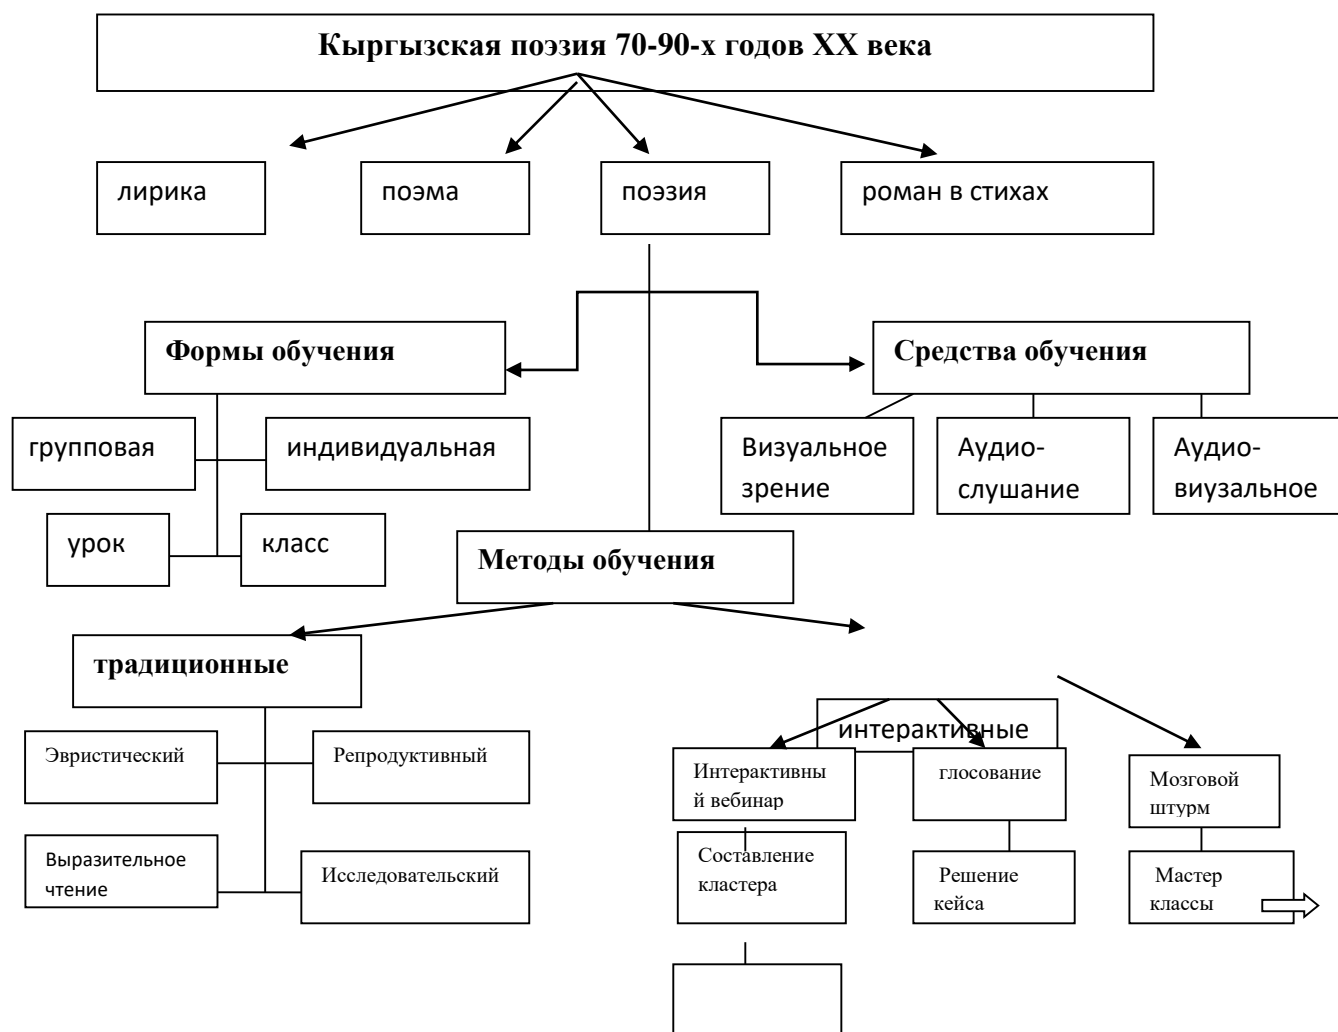 Кыргызская поэзия 70-90-х годов XX века
лирика
поэма
поэзия
роман в стихах
Формы обучения
Средства обучения
групповая
индивидуальная
Визуальное
зрение
Аудио-
слушание
Аудио-
виузальное
урок
класс
Методы обучения
традиционные
интерактивные
Эвристический
Репродуктивный
Интерактивны
й вебинар
глосование
Мозговой
штурм
Выразительное
чтение
Исследовательский
Составление
кластера
Решение
кейса
Мастер
классы